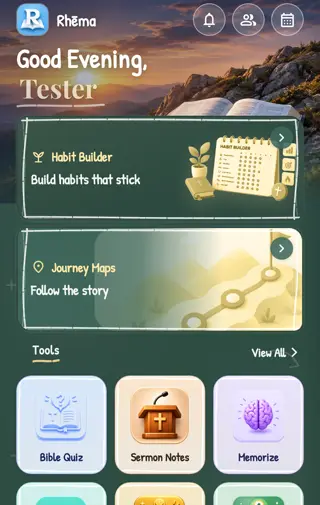 Rhēma
Good Evening,
Tester
Habit Builder
Build habits that stick
HABIT BUILDER
Journey Maps
Follow the story
Tools
View All
Bible Quiz
Sermon Notes
Memorize